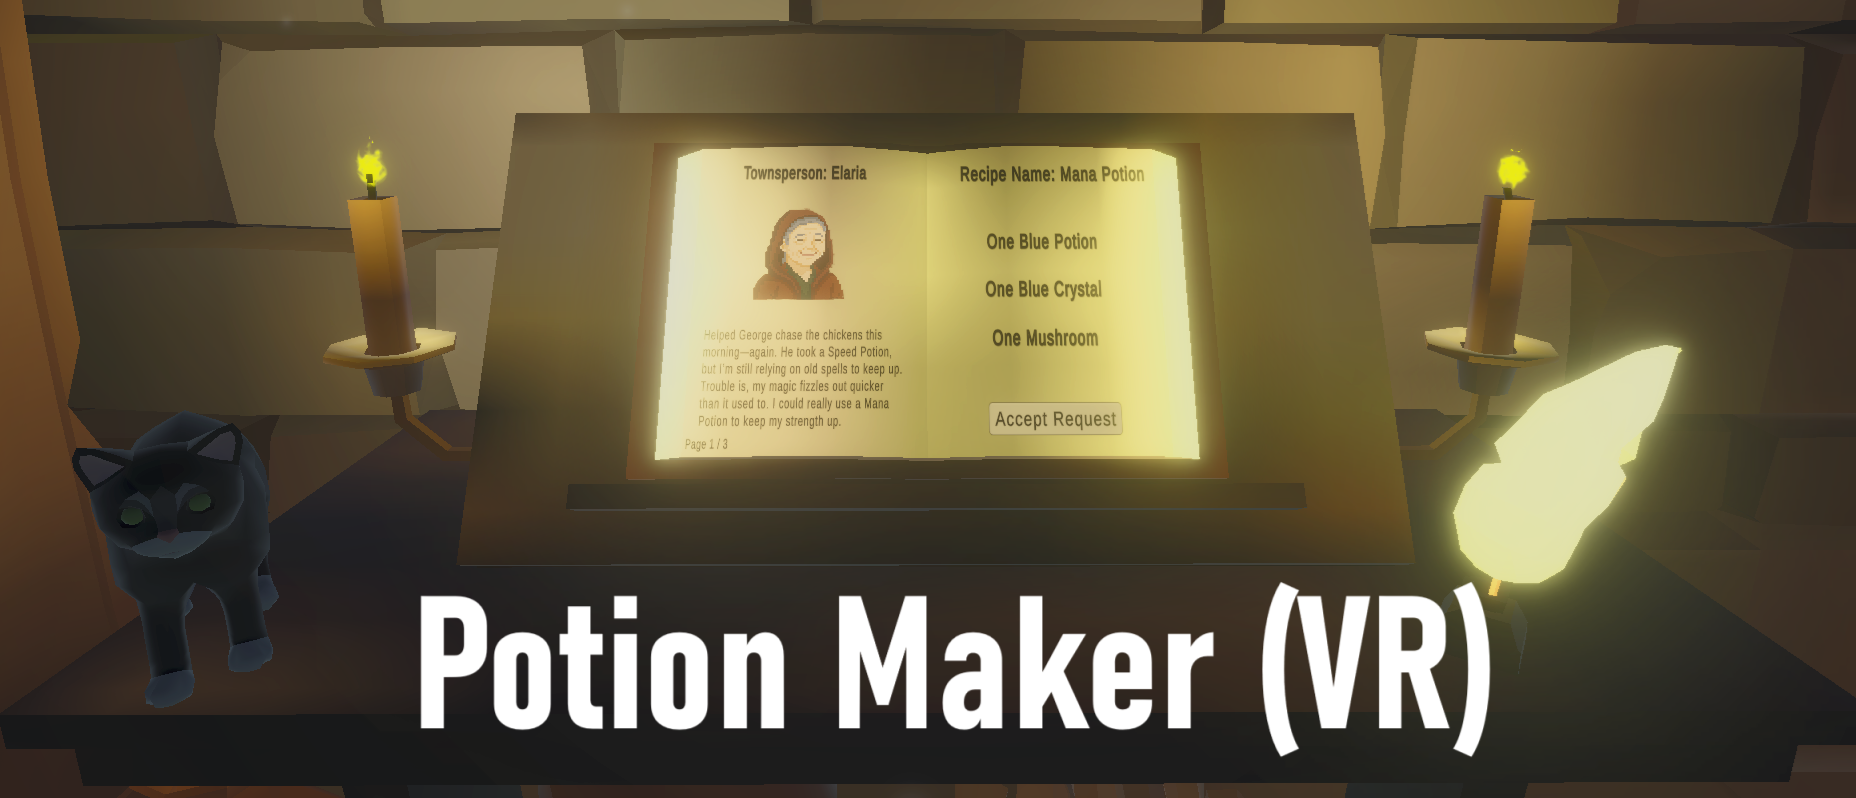 Townsperson: Elaria
Helped George chase the chickens this
morning—again. He took a Speed Potion,
but I'm still relying on old spells to keep up.
Trouble is, my magic fizzles out quicker
than it used to. I could really use a Mana
Potion to keep my strength up.
Page 1 / 3
Recipe Name: Mana Potion
One Blue Potion
One Blue Crystal
One Mushroom
Accept Request
Potion Maker (VR)